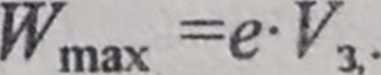 W_max = e · V_3,.